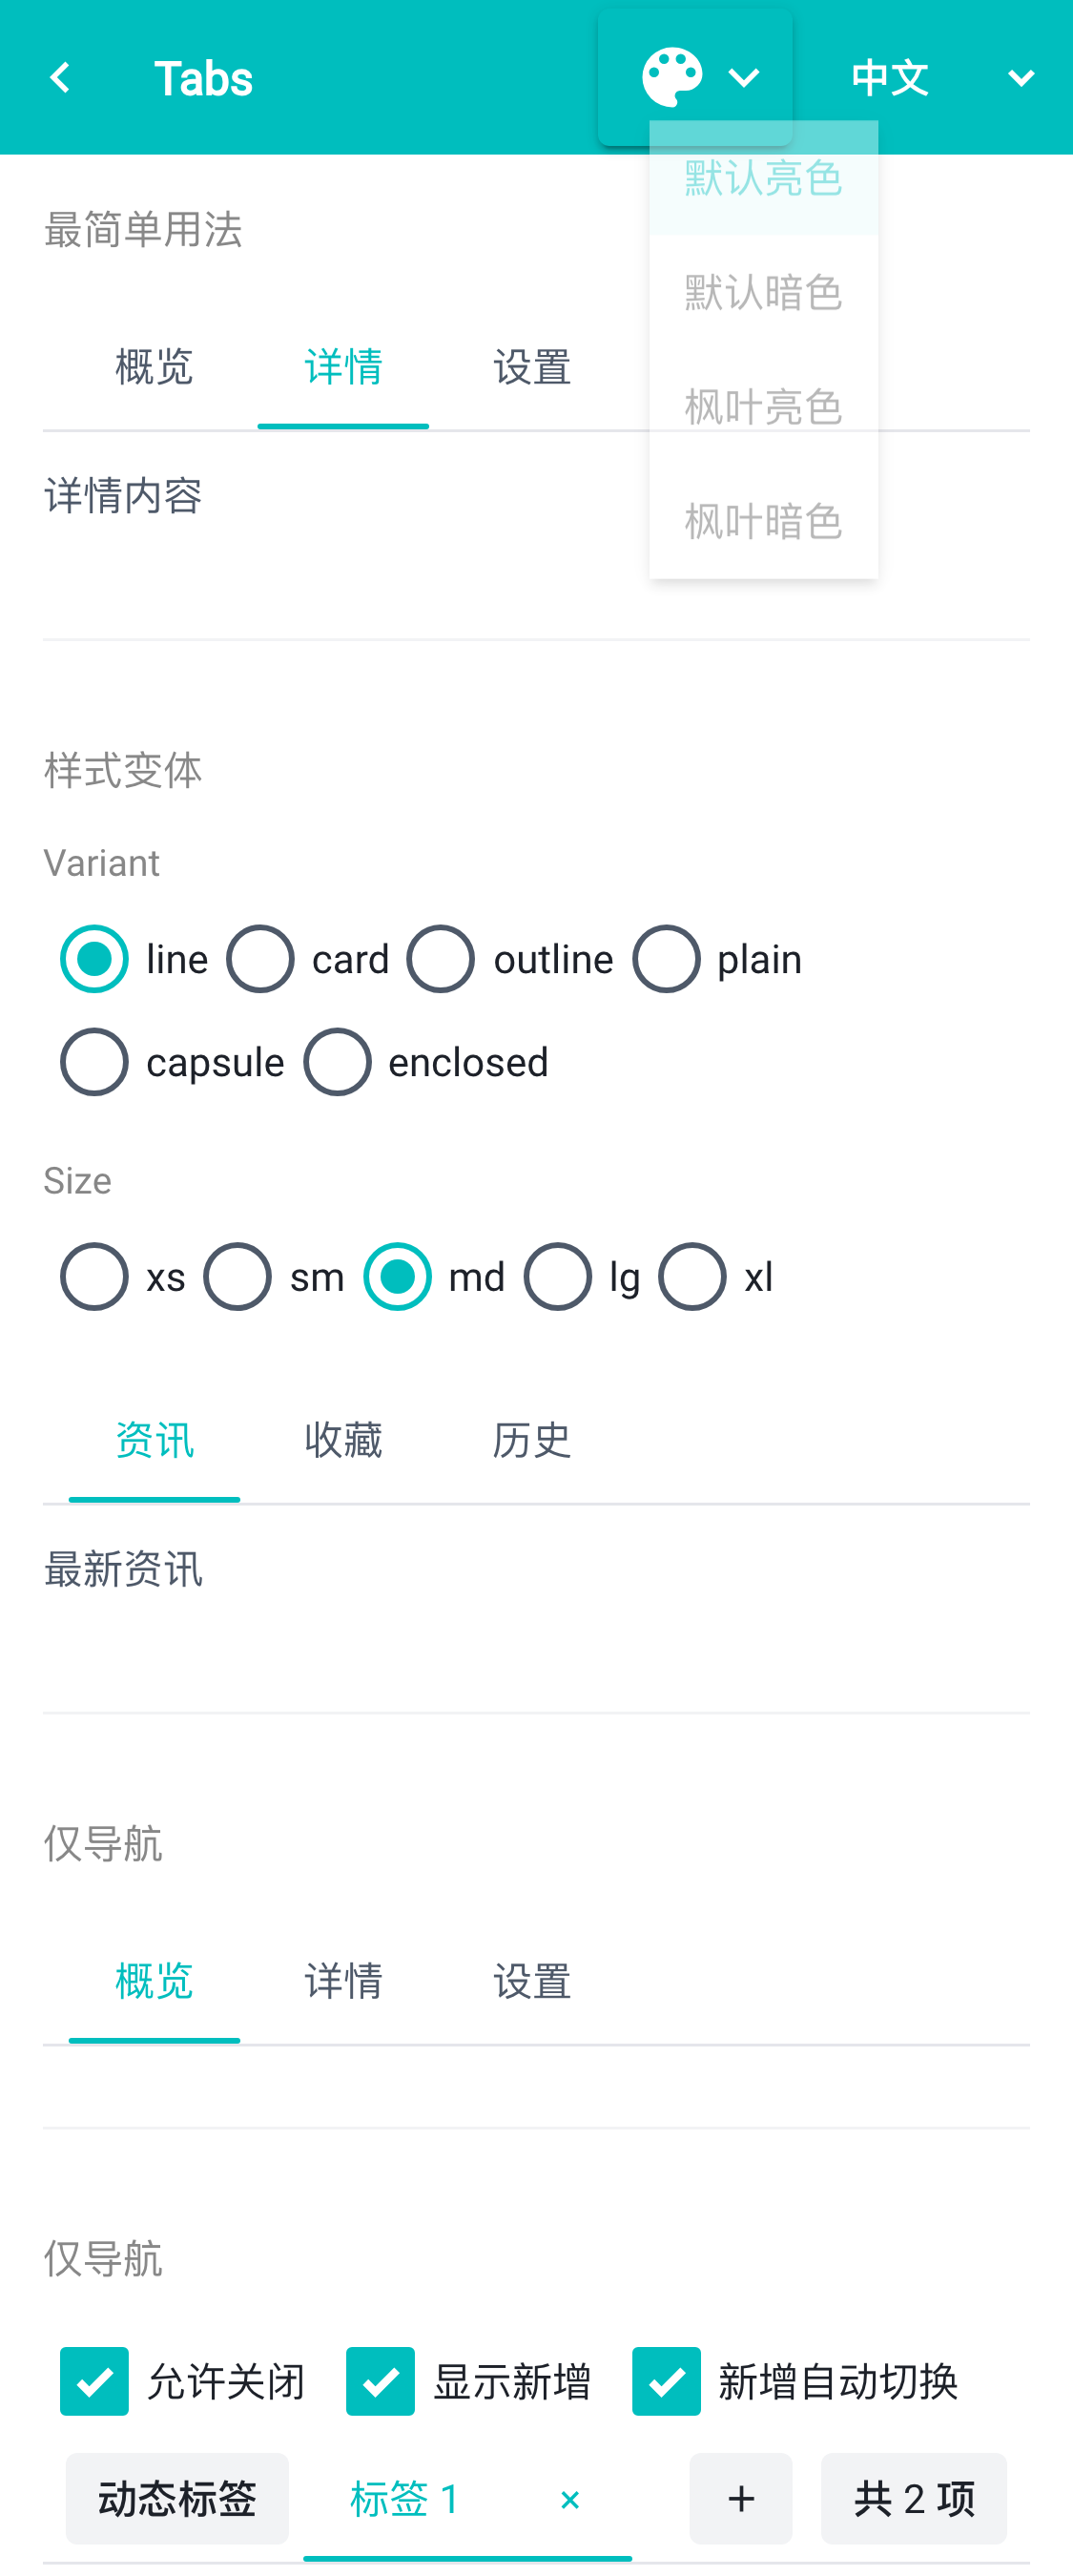 Tabs 中文
默认亮色
默认暗色
枫叶亮色
枫叶暗色
最简单用法
概览 详情 设置
详情内容
样式变体
Variant
line card outline plain
capsule enclosed
Size
xs sm md lg xl
资讯 收藏 历史
最新资讯
仅导航
概览 详情 设置
仅导航
允许关闭 显示新增 新增自动切换
动态标签 标签 1 × + 共 2 项